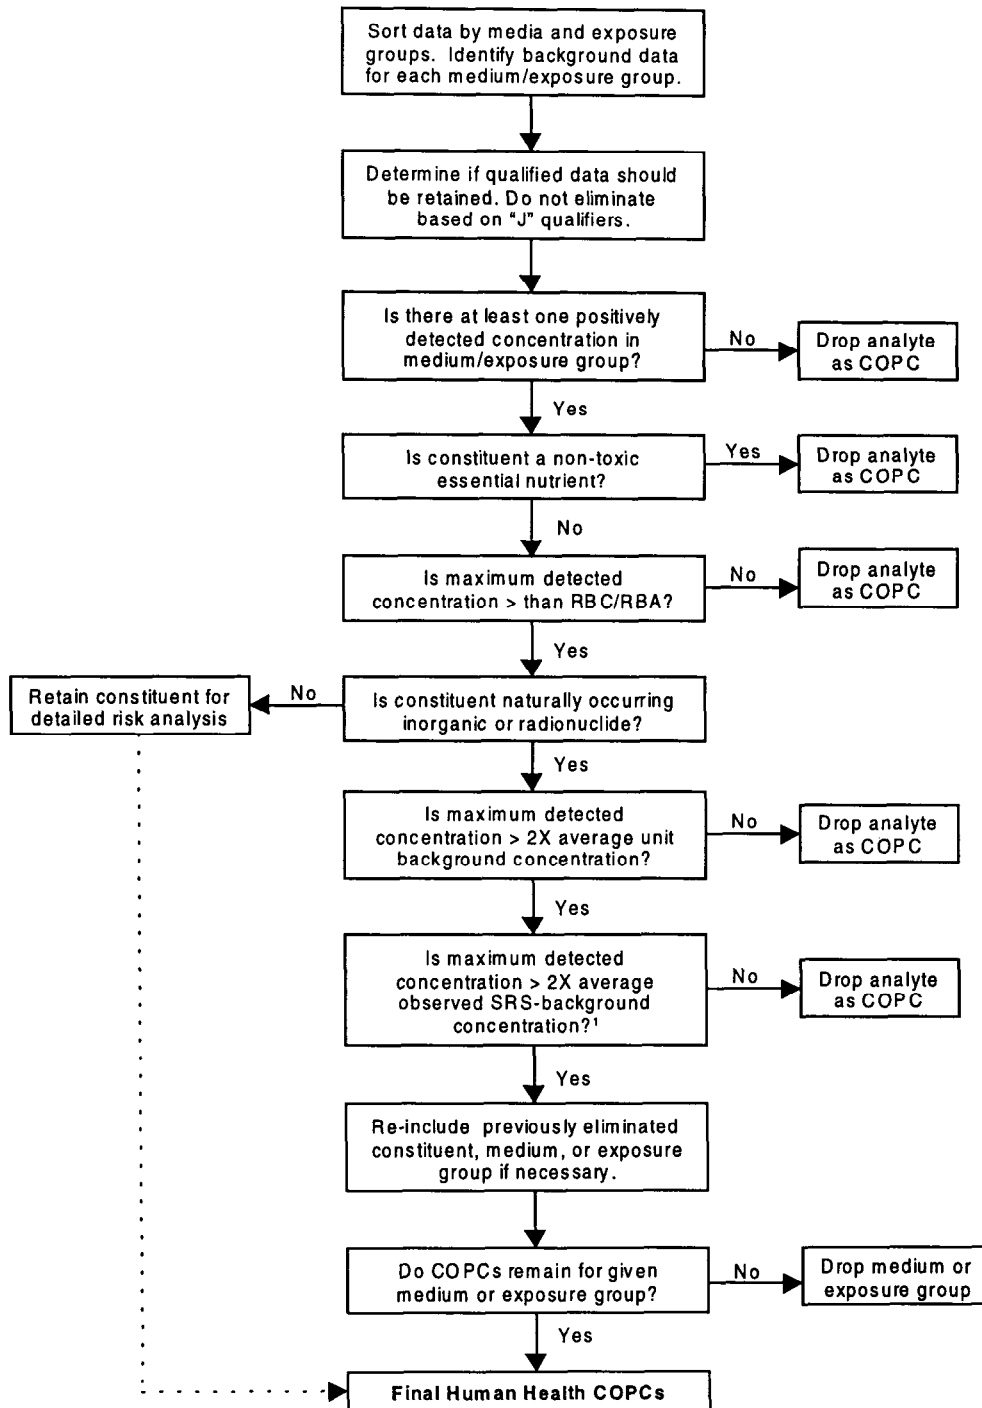 Sort data by media and exposure
groups. Identify background data
for each medium/exposure group.
Determine if qualified data should
be retained. Do not eliminate
based on "J" qualifiers.
Is there at least one positively
detected concentration in
medium/exposure group?
No
Drop analyte
as COPC
Yes
Is constituent a non-toxic
essential nutrient?
Yes
Drop analyte
as COPC
No
Is maximum detected
concentration > than RBC/RBA?
No
Drop analyte
as COPC
Yes
Is constituent naturally occurring
inorganic or radionuclide?
No
Retain constituent for
detailed risk analysis
Yes
Is maximum detected
concentration > 2X average unit
background concentration?
No
Drop analyte
as COPC
Yes
Is maximum detected
concentration > 2X average
observed SRS-background
concentration?¹
No
Drop analyte
as COPC
Yes
Re-include previously eliminated
constituent, medium, or exposure
group if necessary.
Do COPCs remain for given
medium or exposure group?
No
Drop medium or
exposure group
Yes
Final Human Health COPCs